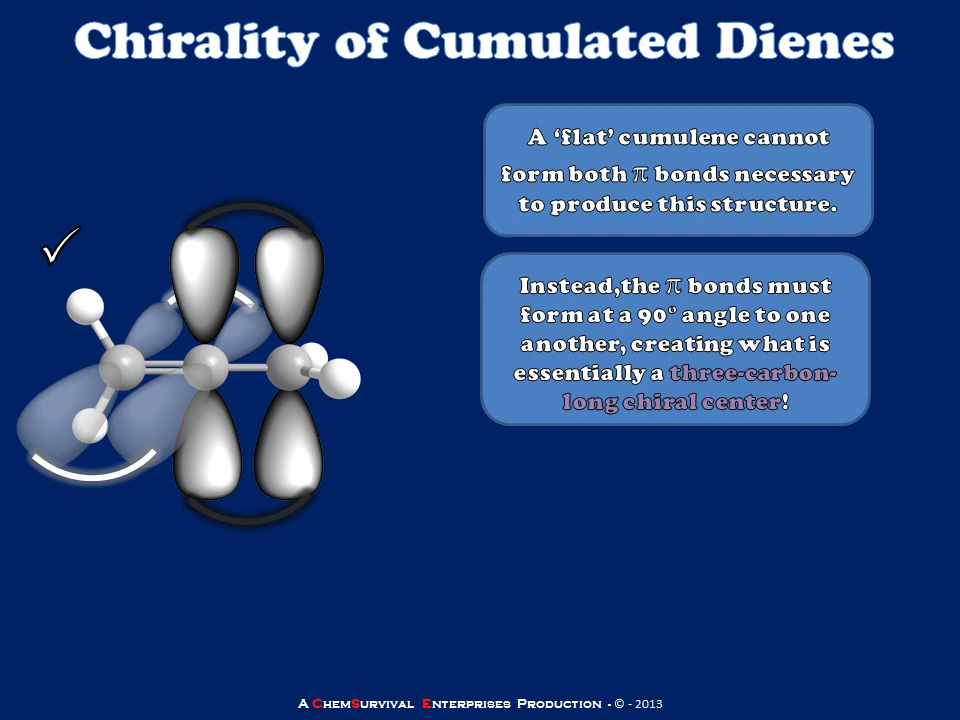 Chirality of Cumulated Dienes
A ‘flat’ cumulene cannot
form both π bonds necessary
to produce this structure.
Instead,the π bonds must
form at a 90° angle to one
another, creating what is
essentially a three-carbon-
long chiral center!
A ChemSurvival Enterprises Production - © - 2013